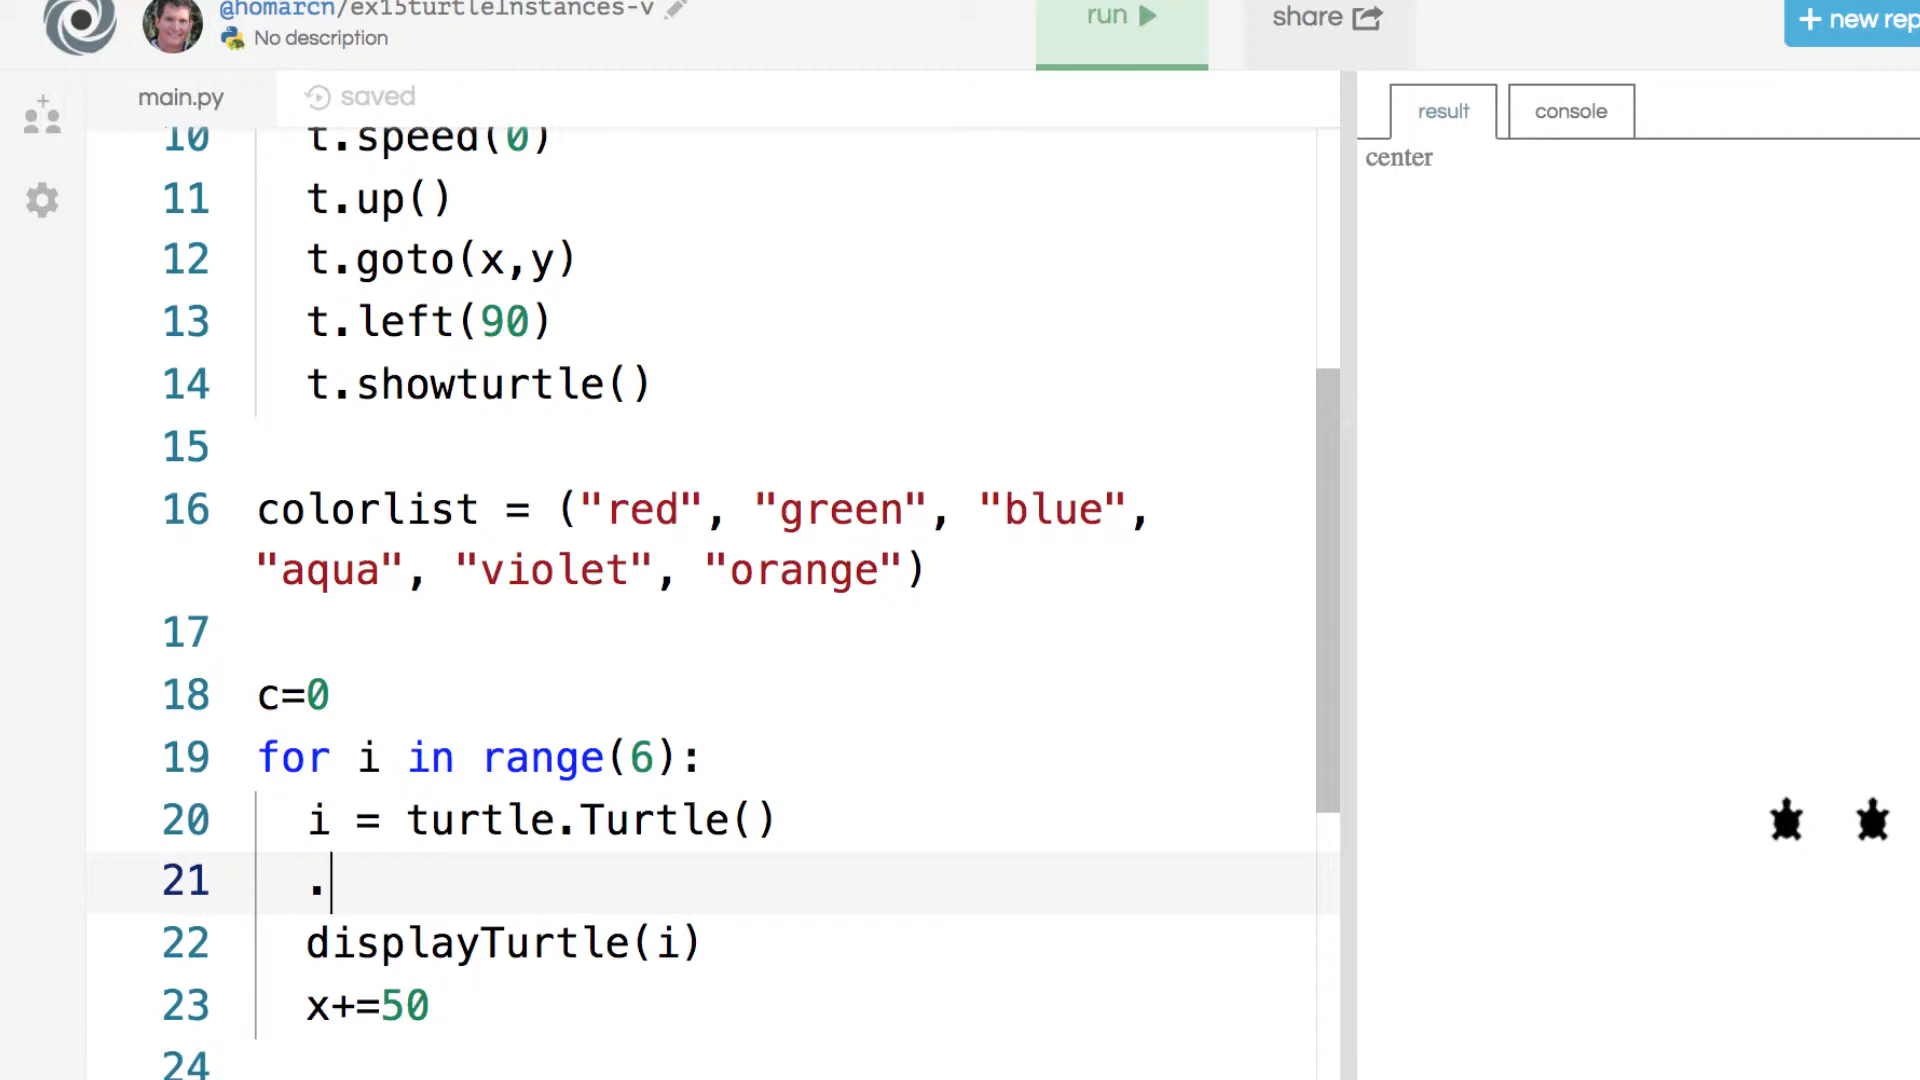 @homarcn/ex15turtleInstances-v
No description
run
share
+ new rep
main.py
saved
result
console
center
10 t.speed(0)
11 t.up()
12 t.goto(x,y)
13 t.left(90)
14 t.showturtle()
15
16 colorlist = ("red", "green", "blue",
"aqua", "violet", "orange")
17
18 c=0
19 for i in range(6):
20 i = turtle.Turtle()
21 .
22 displayTurtle(i)
23 x+=50
24